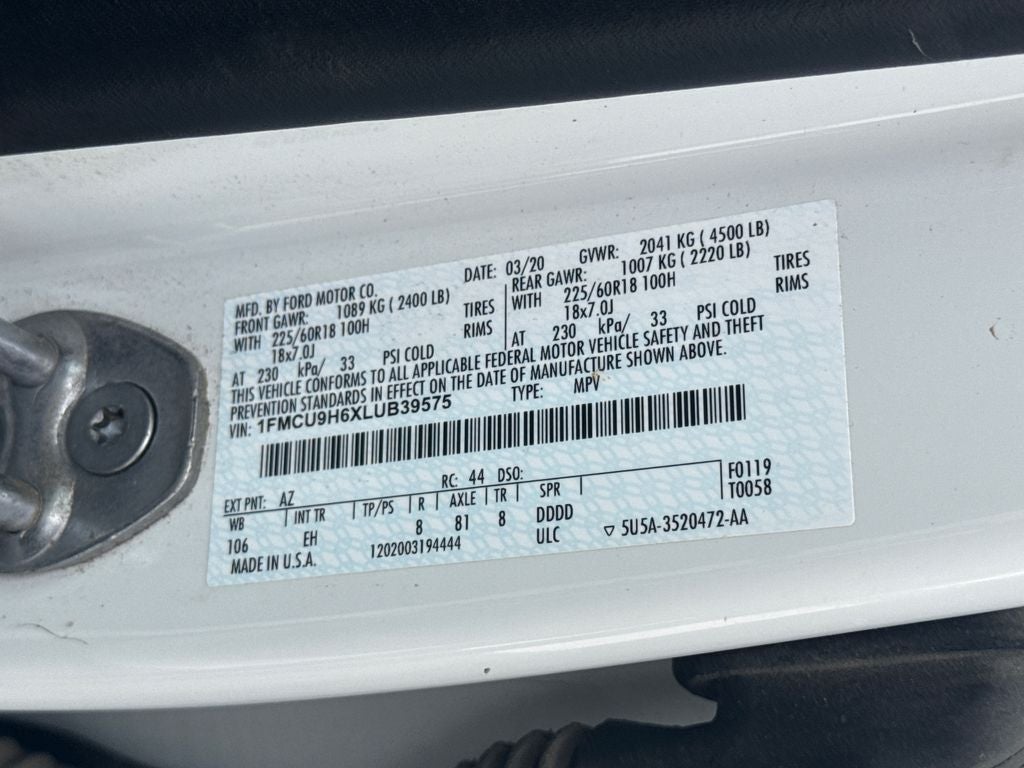 MFD. BY FORD MOTOR CO.
DATE: 03/20 GVWR: 2041 KG ( 4500 LB)
FRONT GAWR: 1089 KG ( 2400 LB)
WITH 225/60R18 100H TIRES
18x7.0J RIMS
AT 230 kPa/ 33 PSI COLD
REAR GAWR: 1007 KG ( 2220 LB)
WITH 225/60R18 100H TIRES
18x7.0J RIMS
AT 230 kPa/ 33 PSI COLD
THIS VEHICLE CONFORMS TO ALL APPLICABLE FEDERAL MOTOR VEHICLE SAFETY AND THEFT
PREVENTION STANDARDS IN EFFECT ON THE DATE OF MANUFACTURE SHOWN ABOVE.
VIN: 1FMCU9H6XLUB39575 TYPE: MPV
EXT PNT: AZ RC: 44 DSO:
WB INT TR TP/PS R AXLE TR SPR F0119
106 EH 8 81 8 DDDD T0058
MADE IN U.S.A. 1202003194444 ULC ▽ 5U5A-3520472-AA